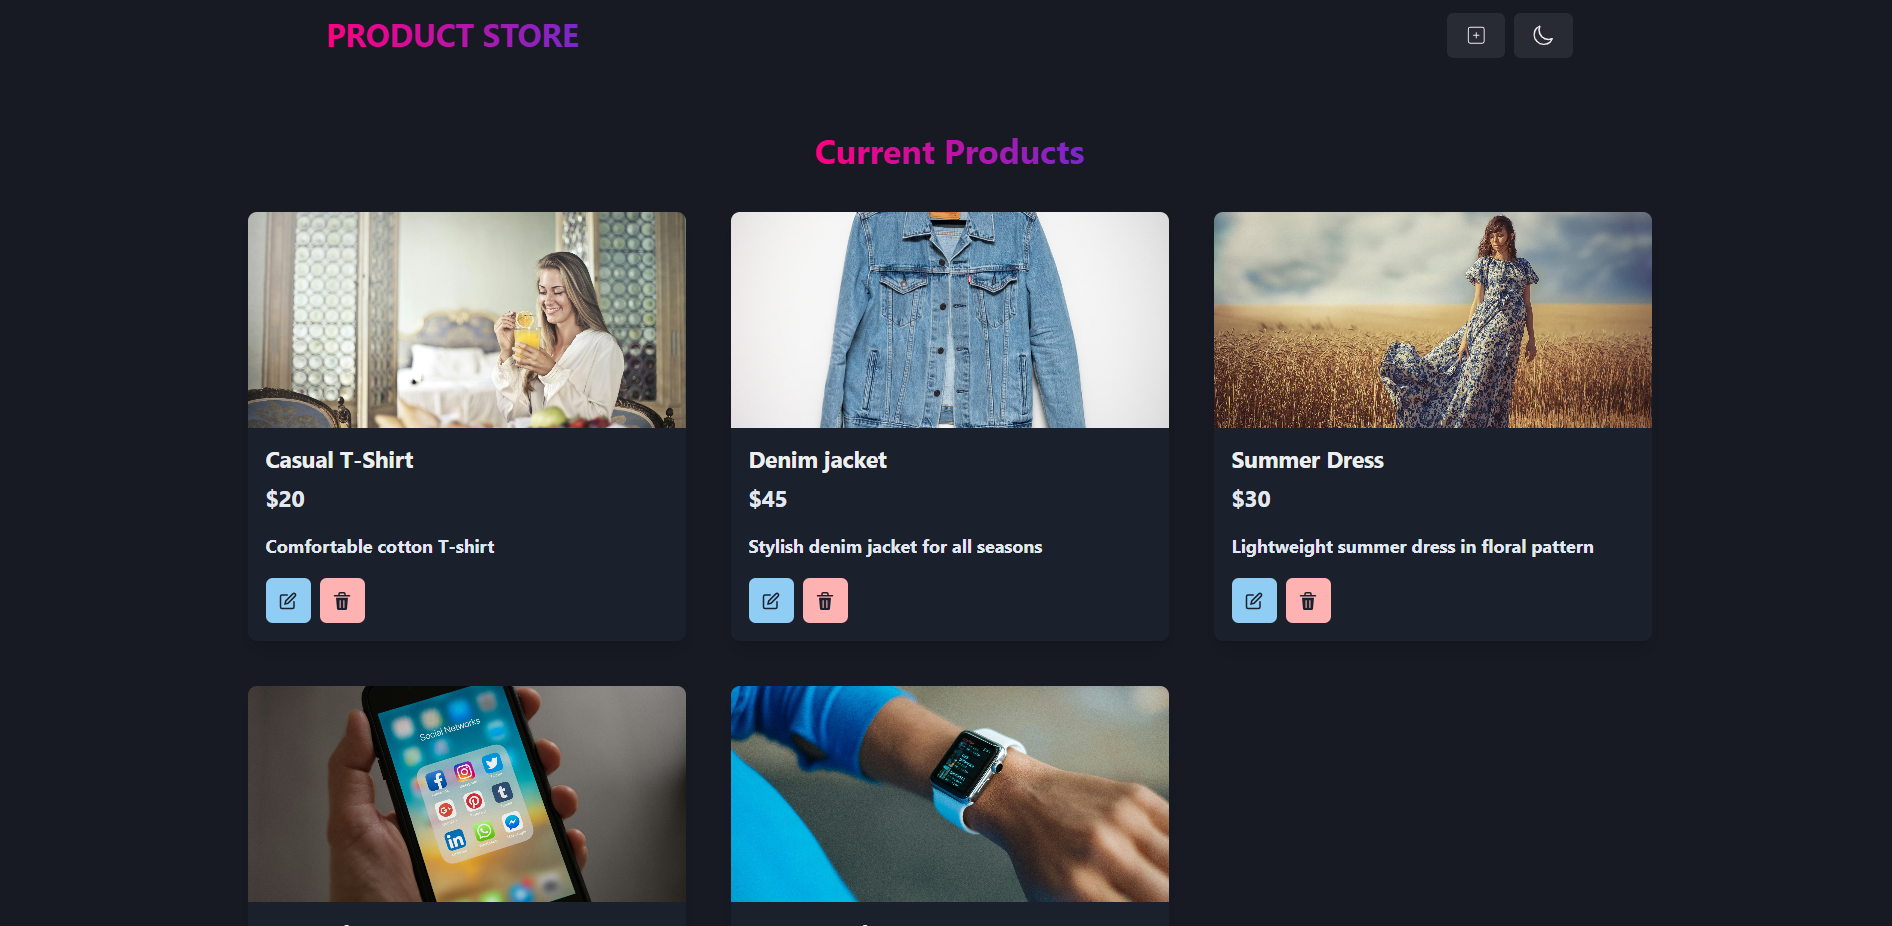 PRODUCT STORE
Current Products
Casual T-Shirt
$20
Comfortable cotton T-shirt
Denim jacket
$45
Stylish denim jacket for all seasons
Summer Dress
$30
Lightweight summer dress in floral pattern
Social Networks